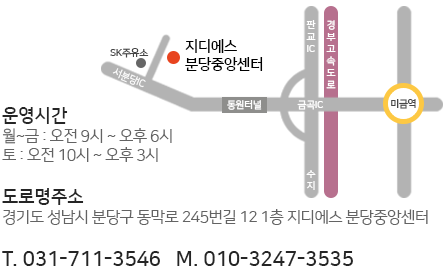 판교IC
경부고속도로
SK주유소
지디에스
분당중앙센터
서분당IC
동원터널
금곡IC
미금역
수지
운영시간
월~금 : 오전 9시 ~ 오후 6시
토 : 오전 10시 ~ 오후 3시
도로명주소
경기도 성남시 분당구 동막로 245번길 12 1층 지디에스 분당중앙센터
T. 031-711-3546 M. 010-3247-3535